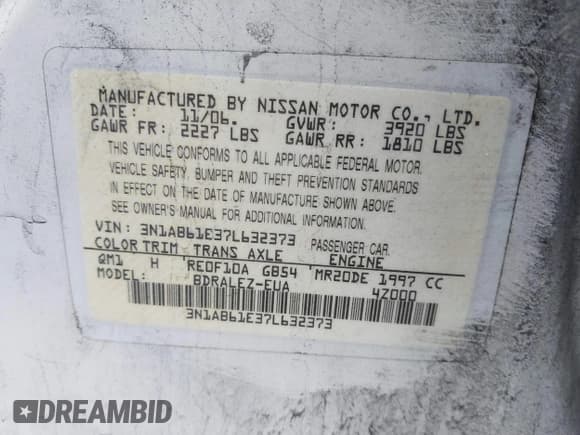 MANUFACTURED BY NISSAN MOTOR CO., LTD.
DATE: 11/06. GVWR: 3920 LBS
GAWR FR: 2227 LBS GAWR RR: 1810 LBS
THIS VEHICLE CONFORMS TO ALL APPLICABLE FEDERAL MOTOR
VEHICLE SAFETY, BUMPER AND THEFT PREVENTION STANDARDS
IN EFFECT ON THE DATE OF MANUFACTURE SHOWN ABOVE.
SEE OWNER'S MANUAL FOR ADDITIONAL INFORMATION.
VIN: 3N1AB61E37L632373 PASSENGER CAR.
COLOR TRIM TRANS AXLE ENGINE
QM1 H RE0F10A GB54 MR20DE 1997 CC
MODEL: BDRALEZ-EUA 4Z000
3N1AB61E37L632373
DREAMBID